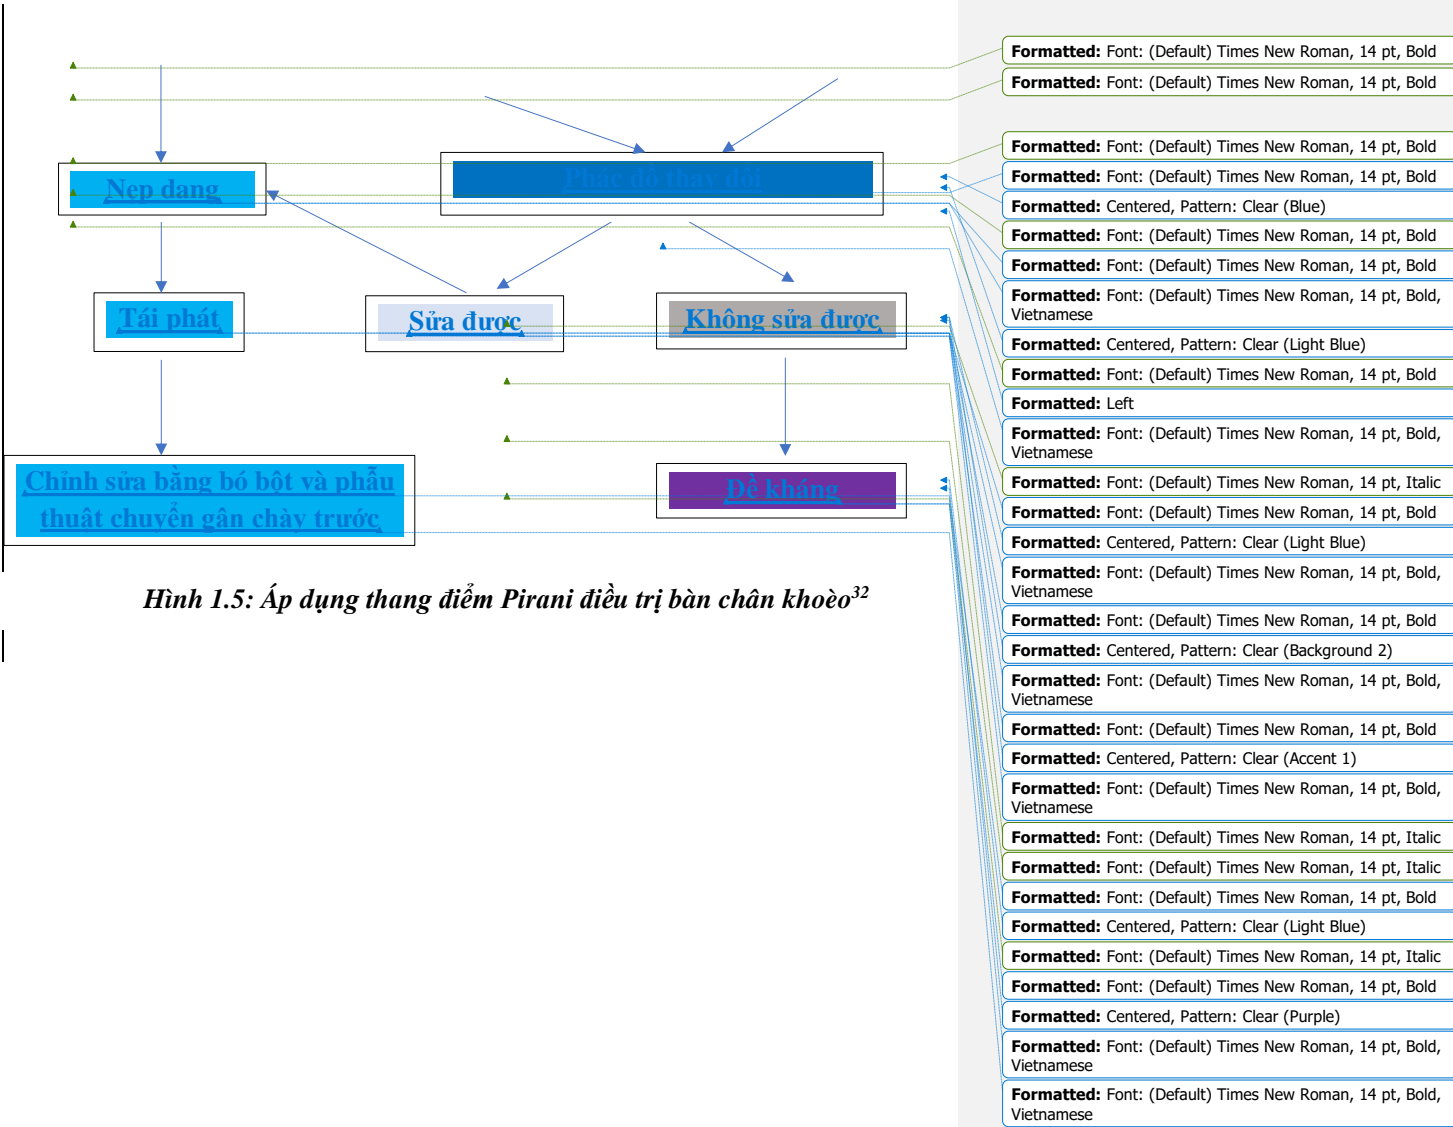 Nẹp dạng
Phác đồ thay đổi
Tái phát
Sửa được
Không sửa được
Chỉnh sửa bằng bó bột và phẫu
thuật chuyển gân chày trước
Đề kháng
Hình 1.5: Áp dụng thang điểm Pirani điều trị bàn chân khoèo32
Formatted: Font: (Default) Times New Roman, 14 pt, Bold
Formatted: Font: (Default) Times New Roman, 14 pt, Bold
Formatted: Font: (Default) Times New Roman, 14 pt, Bold
Formatted: Font: (Default) Times New Roman, 14 pt, Bold
Formatted: Centered, Pattern: Clear (Blue)
Formatted: Font: (Default) Times New Roman, 14 pt, Bold
Formatted: Font: (Default) Times New Roman, 14 pt, Bold
Formatted: Font: (Default) Times New Roman, 14 pt, Bold,
Vietnamese
Formatted: Centered, Pattern: Clear (Light Blue)
Formatted: Font: (Default) Times New Roman, 14 pt, Bold
Formatted: Left
Formatted: Font: (Default) Times New Roman, 14 pt, Bold,
Vietnamese
Formatted: Font: (Default) Times New Roman, 14 pt, Italic
Formatted: Font: (Default) Times New Roman, 14 pt, Bold
Formatted: Centered, Pattern: Clear (Light Blue)
Formatted: Font: (Default) Times New Roman, 14 pt, Bold,
Vietnamese
Formatted: Font: (Default) Times New Roman, 14 pt, Bold
Formatted: Centered, Pattern: Clear (Background 2)
Formatted: Font: (Default) Times New Roman, 14 pt, Bold,
Vietnamese
Formatted: Font: (Default) Times New Roman, 14 pt, Bold
Formatted: Centered, Pattern: Clear (Accent 1)
Formatted: Font: (Default) Times New Roman, 14 pt, Bold,
Vietnamese
Formatted: Font: (Default) Times New Roman, 14 pt, Italic
Formatted: Font: (Default) Times New Roman, 14 pt, Italic
Formatted: Font: (Default) Times New Roman, 14 pt, Bold
Formatted: Centered, Pattern: Clear (Light Blue)
Formatted: Font: (Default) Times New Roman, 14 pt, Italic
Formatted: Font: (Default) Times New Roman, 14 pt, Bold
Formatted: Centered, Pattern: Clear (Purple)
Formatted: Font: (Default) Times New Roman, 14 pt, Bold,
Vietnamese
Formatted: Font: (Default) Times New Roman, 14 pt, Bold,
Vietnamese